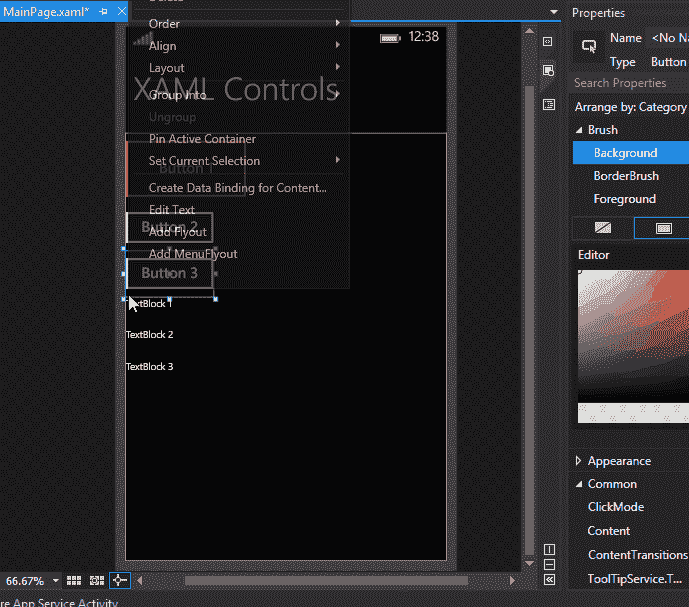 MainPage.xaml*
Order
Align
Layout
Group Into
Ungroup
Pin Active Container
Set Current Selection
Create Data Binding for Content...
Edit Text
Add Flyout
Add MenuFlyout
12:38
XAML Controls
Button 1
Button 2
Button 3
TextBlock 1
TextBlock 2
TextBlock 3
66.67%
Properties
Name <No Na
Type Button
Search Properties
Arrange by: Category
Brush
Background
BorderBrush
Foreground
Editor
Appearance
Common
ClickMode
Content
ContentTransitions
ToolTipService.T...
re App Service Activity